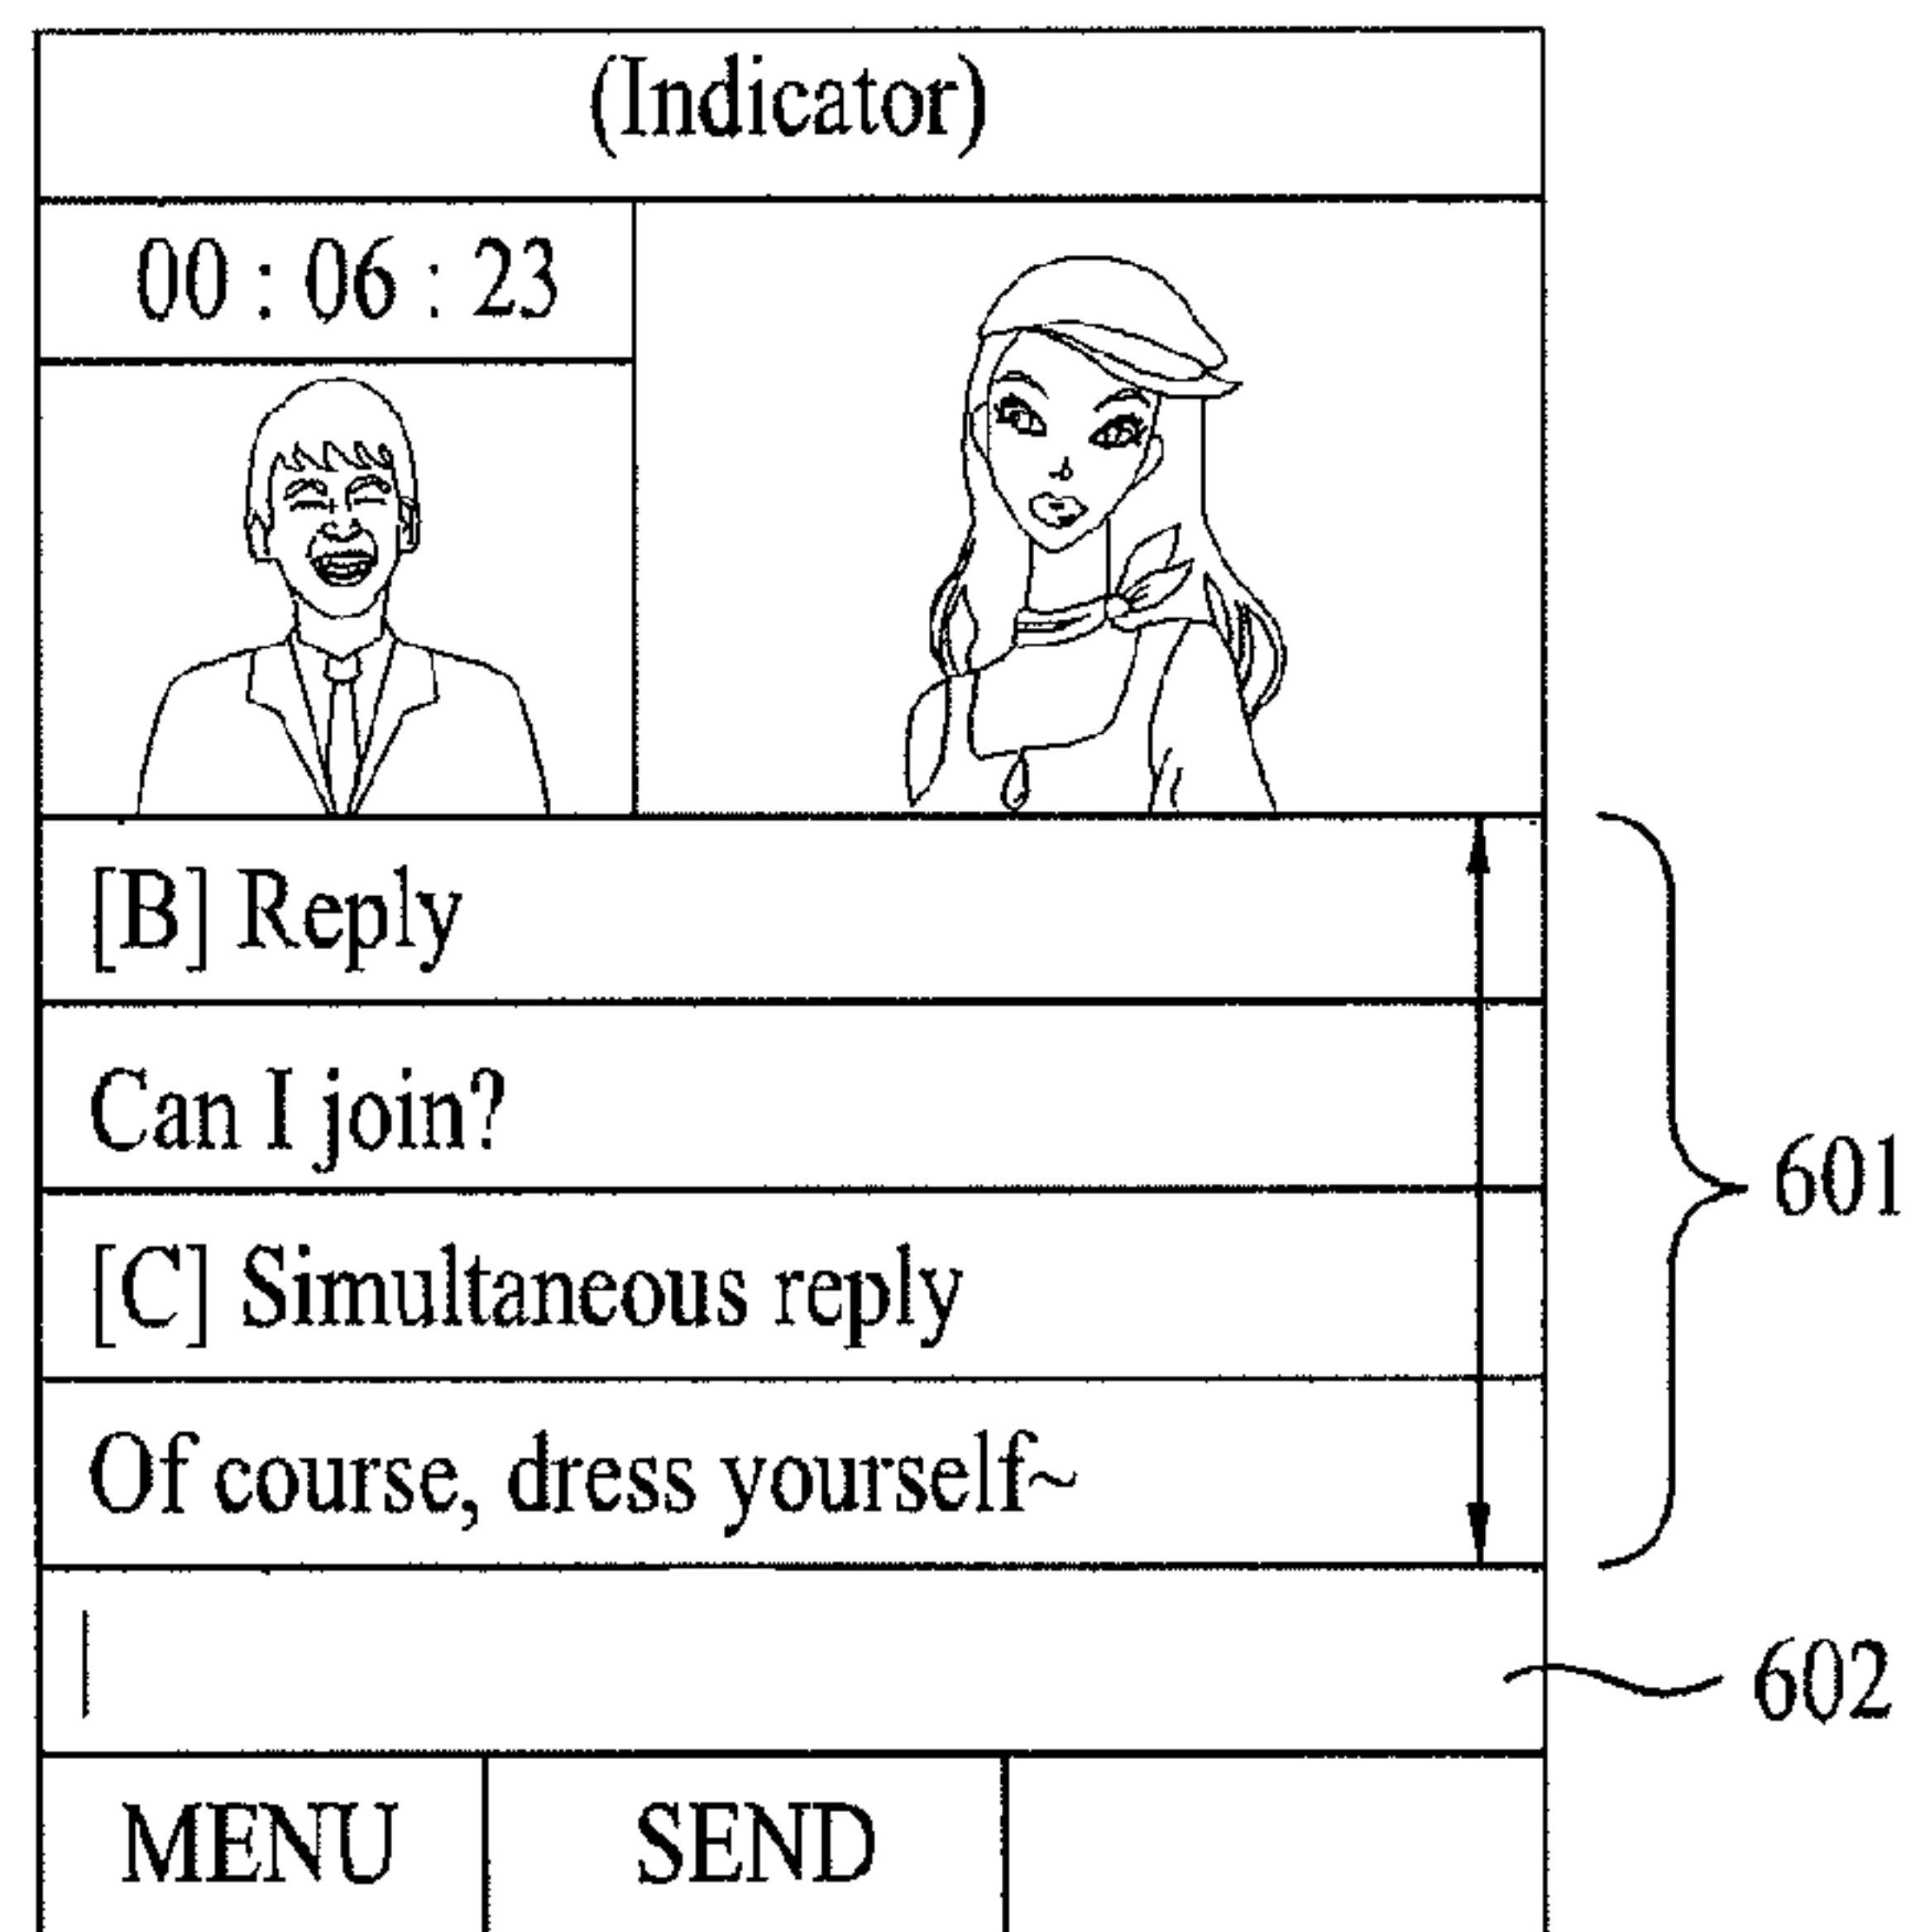 (Indicator)
00 : 06 : 23
[B] Reply
Can I join?
601
[C] Simultaneous reply
Of course, dress yourself~
602
MENU SEND